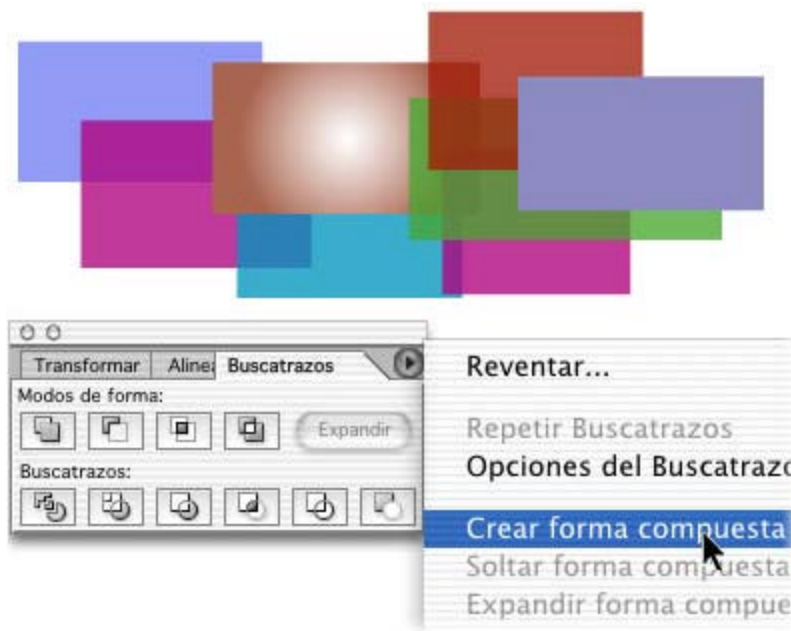 Transformar Alinea Buscatrazos
Modos de forma:
Expandir
Buscatrazos:
Reventar...
Repetir Buscatrazos
Opciones del Buscatrazo
Crear forma compuesta
Soltar forma compuesta
Expandir forma compue